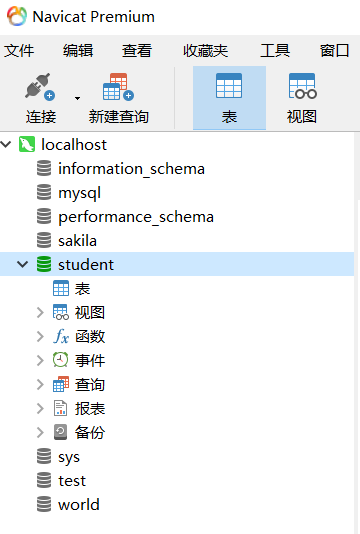 Navicat Premium
文件 编辑 查看 收藏夹 工具 窗口
连接 新建查询 表 视图
localhost
information_schema
mysql
performance_schema
sakila
student
表
视图
fx 函数
事件
查询
报表
备份
sys
test
world